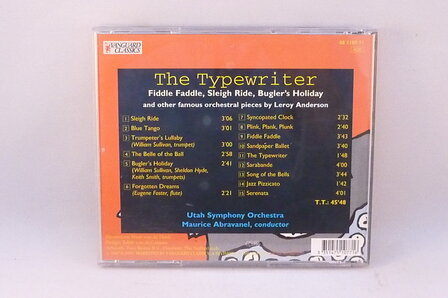 VANGUARD
CLASSICS
The Typewriter
Fiddle Faddle, Sleigh Ride, Bugler's Holiday
and other famous orchestral pieces by Leroy Anderson
1 Sleigh Ride 3'06
2 Blue Tango 3'01
3 Trumpeter's Lullaby
(William Sullivan, trumpet) 3'00
4 The Belle of the Ball 2'58
5 Bugler's Holiday 2'41
(William Sullivan, Sheldon Hyde,
Keith Smith, trumpets)
6 Forgotten Dreams
(Eugene Foster, flute) 2'21
7 Syncopated Clock 2'32
8 Plink, Plank, Plunk 2'40
9 Fiddle Faddle 3'43
10 Sandpaper Ballet 3'40
11 The Typewriter 1'48
12 Sarabande 4'00
13 Song of the Bells 3'44
14 Jazz Pizzicato 1'42
15 Serenata 4'01
T.T.: 45'48
Utah Symphony Orchestra
Maurice Abravanel, conductor